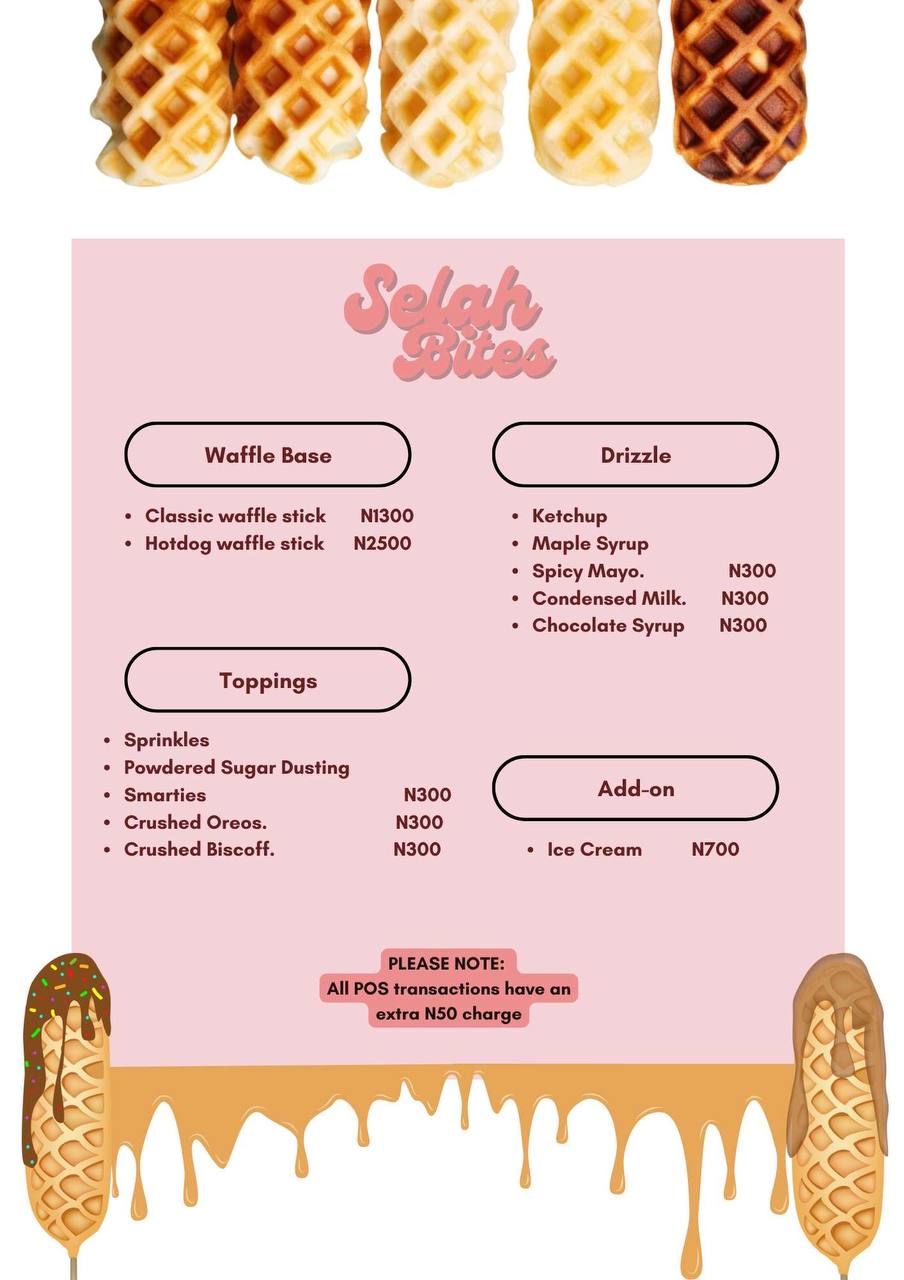 Selah
Bites
Waffle Base
• Classic waffle stick N1300
• Hotdog waffle stick N2500
Drizzle
• Ketchup
• Maple Syrup
• Spicy Mayo. N300
• Condensed Milk. N300
• Chocolate Syrup N300
Toppings
• Sprinkles
• Powdered Sugar Dusting
• Smarties N300
• Crushed Oreos. N300
• Crushed Biscoff. N300
Add-on
• Ice Cream N700
PLEASE NOTE:
All POS transactions have an
extra N50 charge